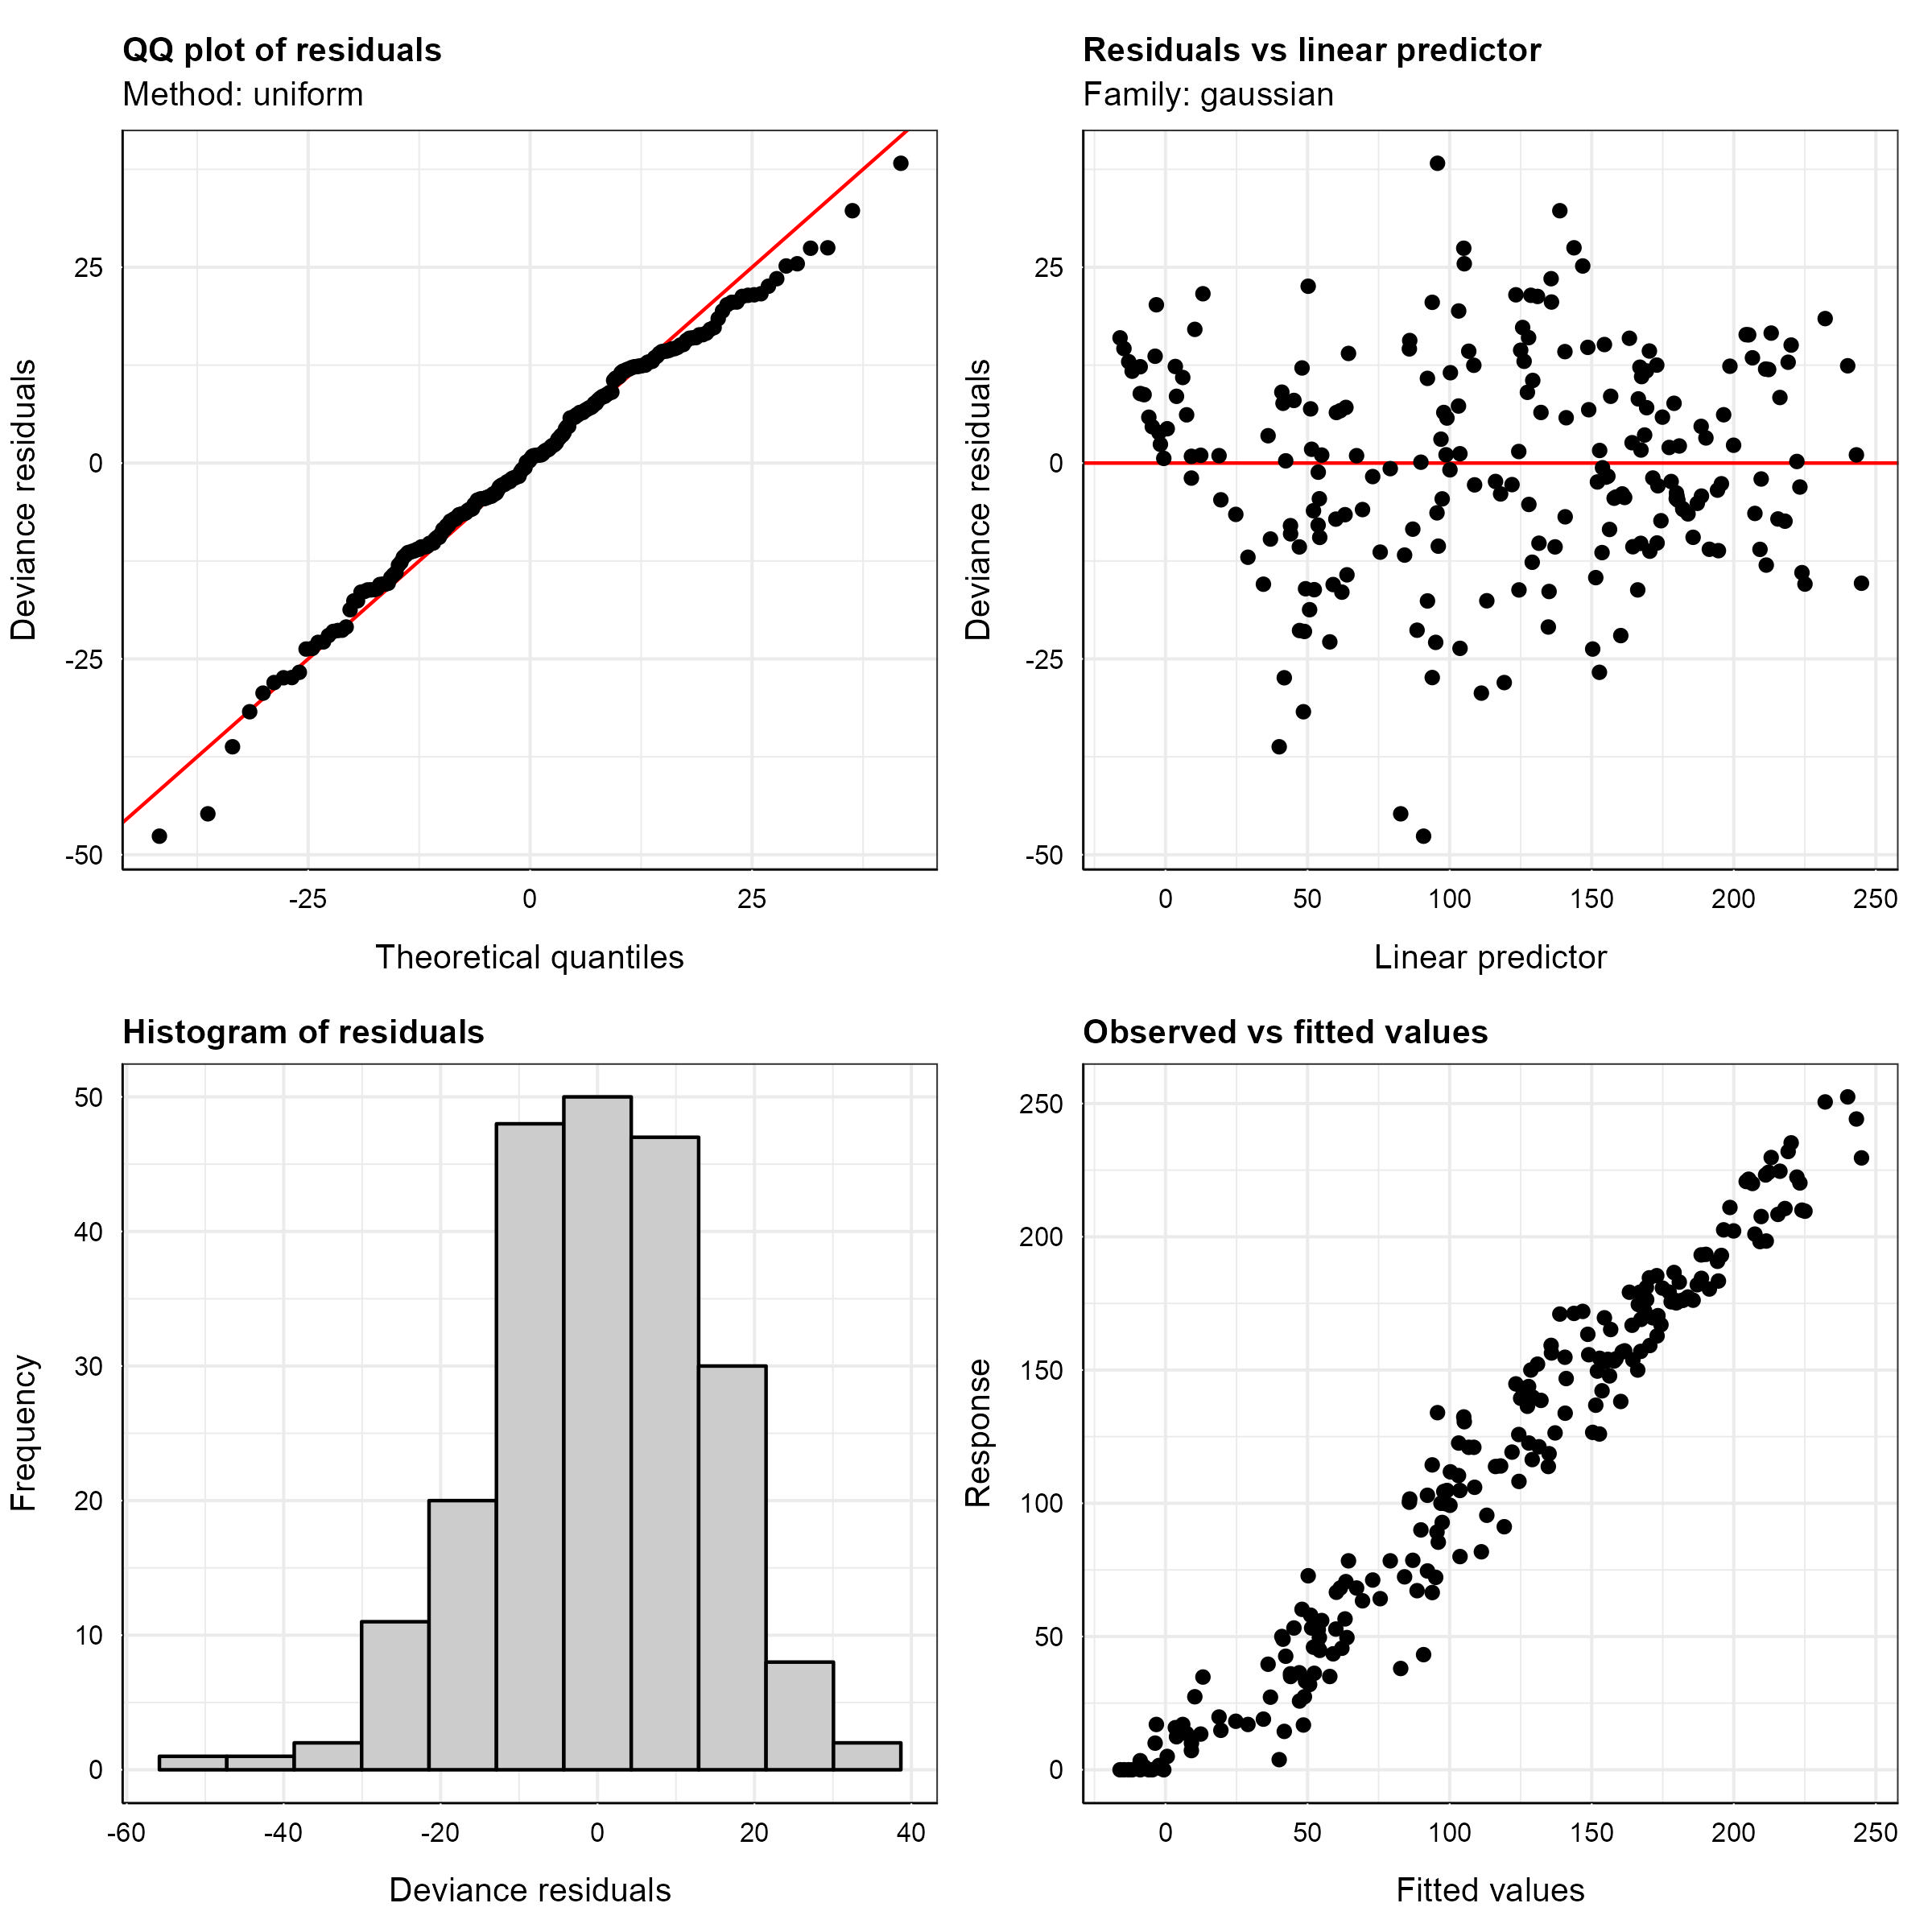 QQ plot of residuals
Method: uniform
25
0
-25
-50
Deviance residuals
-25 0 25
Theoretical quantiles
Residuals vs linear predictor
Family: gaussian
25
0
-25
-50
Deviance residuals
0 50 100 150 200 250
Linear predictor
Histogram of residuals
50
40
30
20
10
0
Frequency
-60 -40 -20 0 20 40
Deviance residuals
Observed vs fitted values
250
200
150
100
50
0
Response
0 50 100 150 200 250
Fitted values